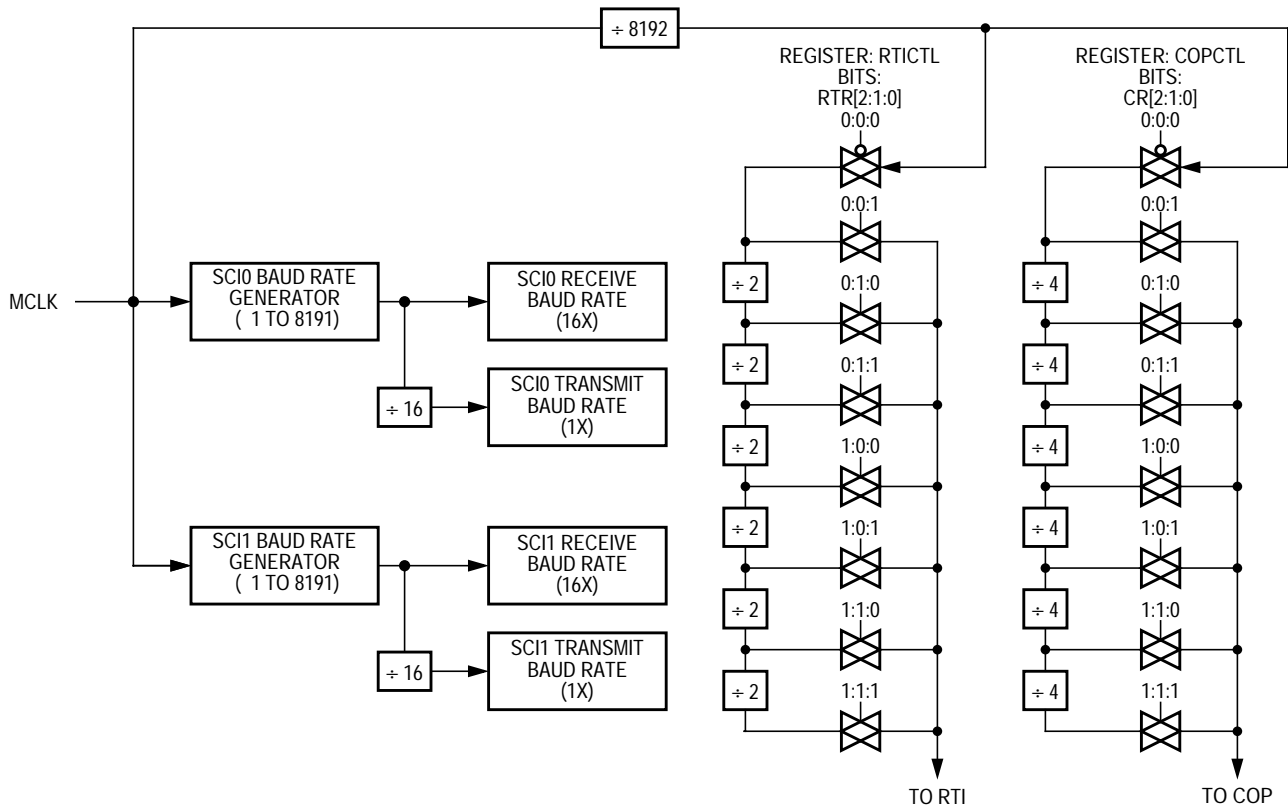 ÷ 8192
REGISTER: RTICTL
BITS:
RTR[2:1:0]
0:0:0
REGISTER: COPCTL
BITS:
CR[2:1:0]
0:0:0
0:0:1
0:0:1
MCLK
SCI0 BAUD RATE
GENERATOR
( 1 TO 8191)
SCI0 RECEIVE
BAUD RATE
(16X)
÷ 2
0:1:0
÷ 4
0:1:0
÷ 16
SCI0 TRANSMIT
BAUD RATE
(1X)
÷ 2
0:1:1
÷ 4
0:1:1
÷ 2
1:0:0
÷ 4
1:0:0
SCI1 BAUD RATE
GENERATOR
( 1 TO 8191)
SCI1 RECEIVE
BAUD RATE
(16X)
÷ 2
1:0:1
÷ 4
1:0:1
÷ 16
SCI1 TRANSMIT
BAUD RATE
(1X)
÷ 2
1:1:0
÷ 4
1:1:0
÷ 2
1:1:1
÷ 4
1:1:1
TO RTI
TO COP